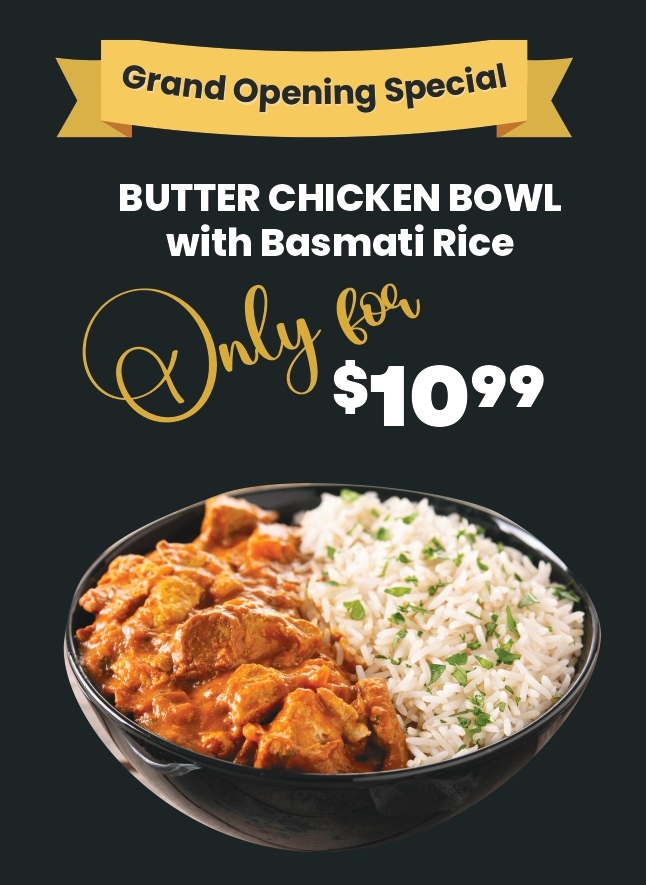 Grand Opening Special
BUTTER CHICKEN BOWL
with Basmati Rice
Only for
$1099